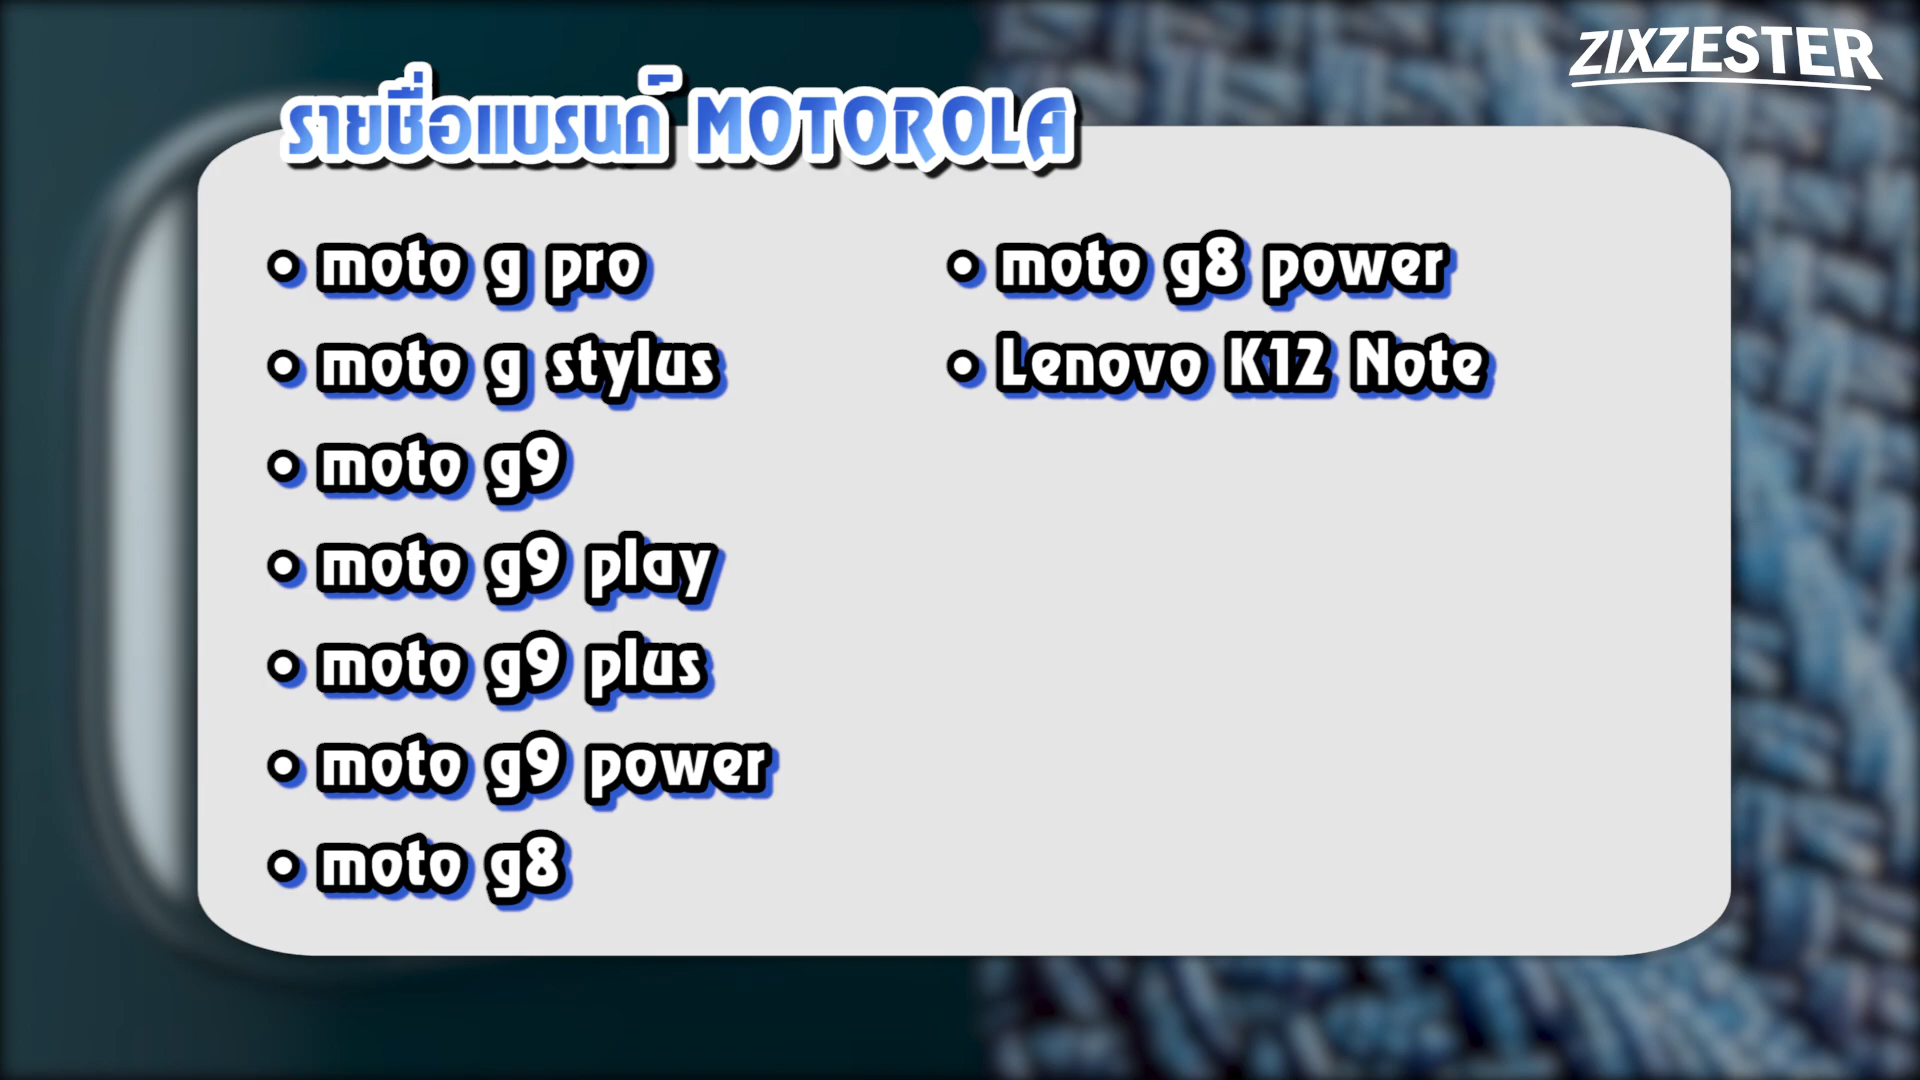 ZIXZESTER
รายชื่อแบรนด์ MOTOROLA
• moto g pro
• moto g stylus
• moto g9
• moto g9 play
• moto g9 plus
• moto g9 power
• moto g8
• moto g8 power
• Lenovo K12 Note